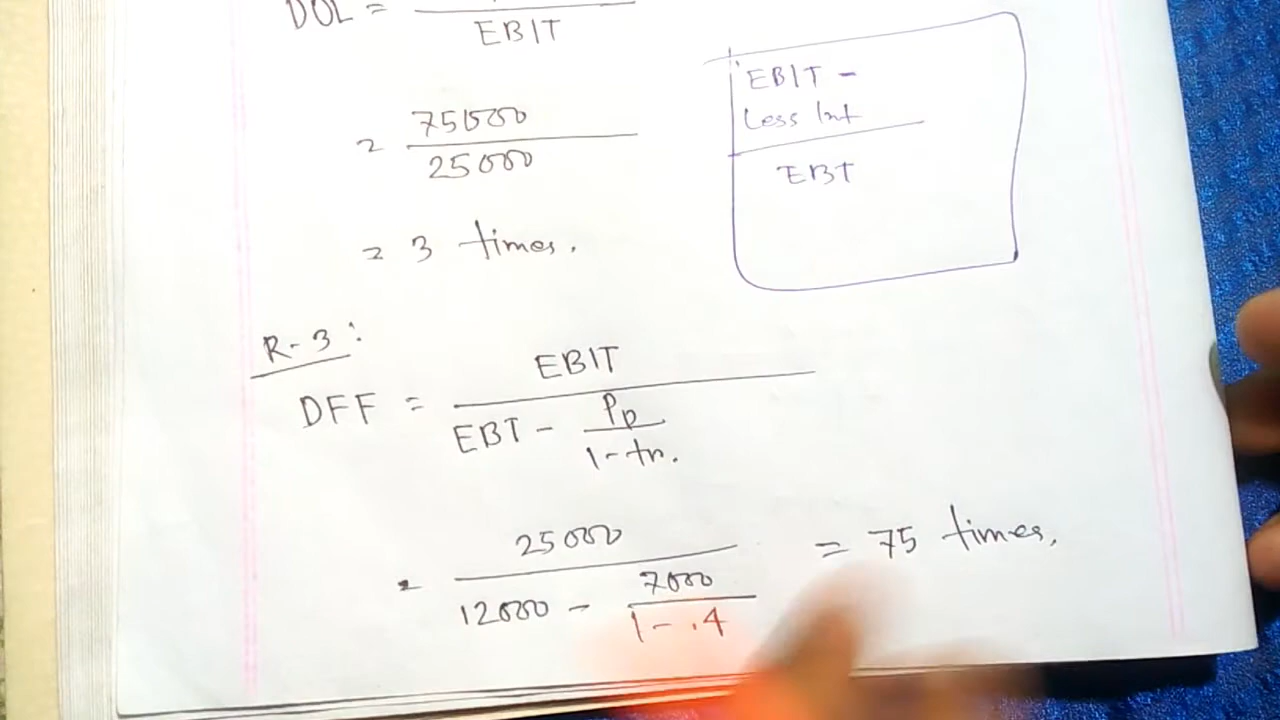 DOL =
EBIT
= 75000
25000
= 3 times.
EBIT -
Less Int
EBT
R-3:
DFF = EBIT
EBT - Pp
1-tn.
= 25000
12000 - 7000
1-.4
= 75 times.